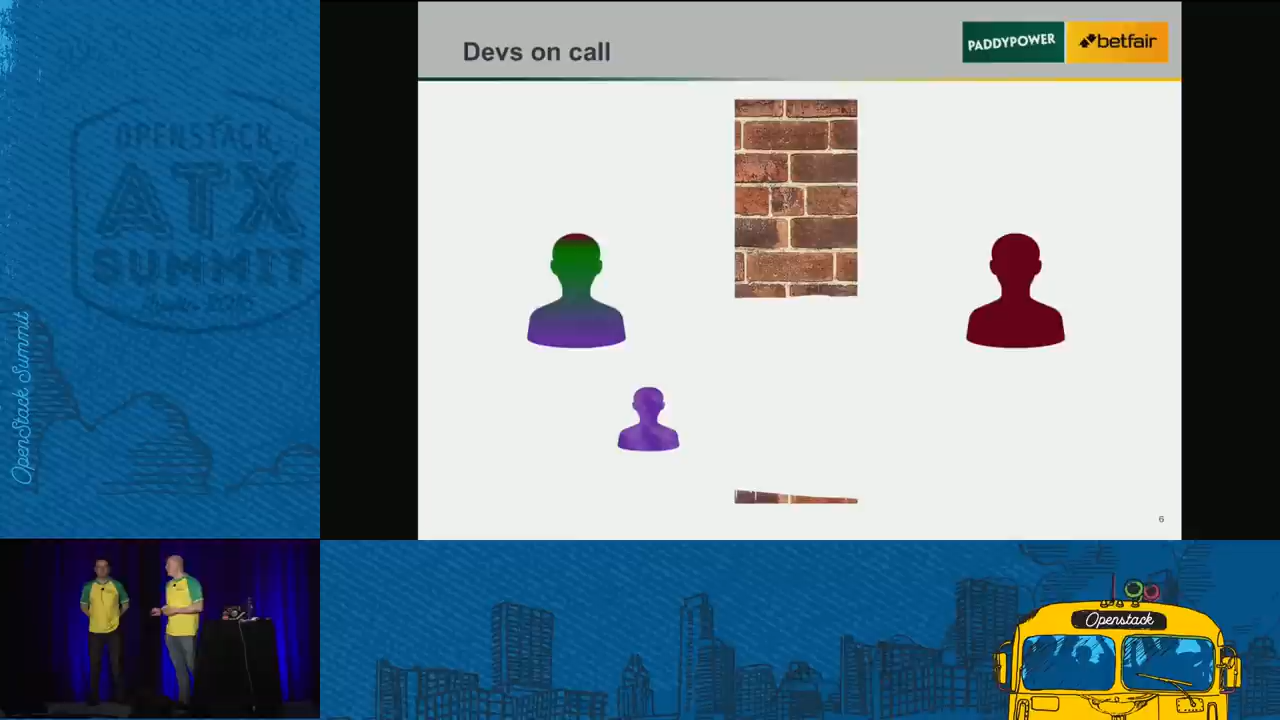 Devs on call
PADDYPOWER
betfair
OPENSTACK
ATX
SUMMIT
OpenStack Summit
6
Openstack